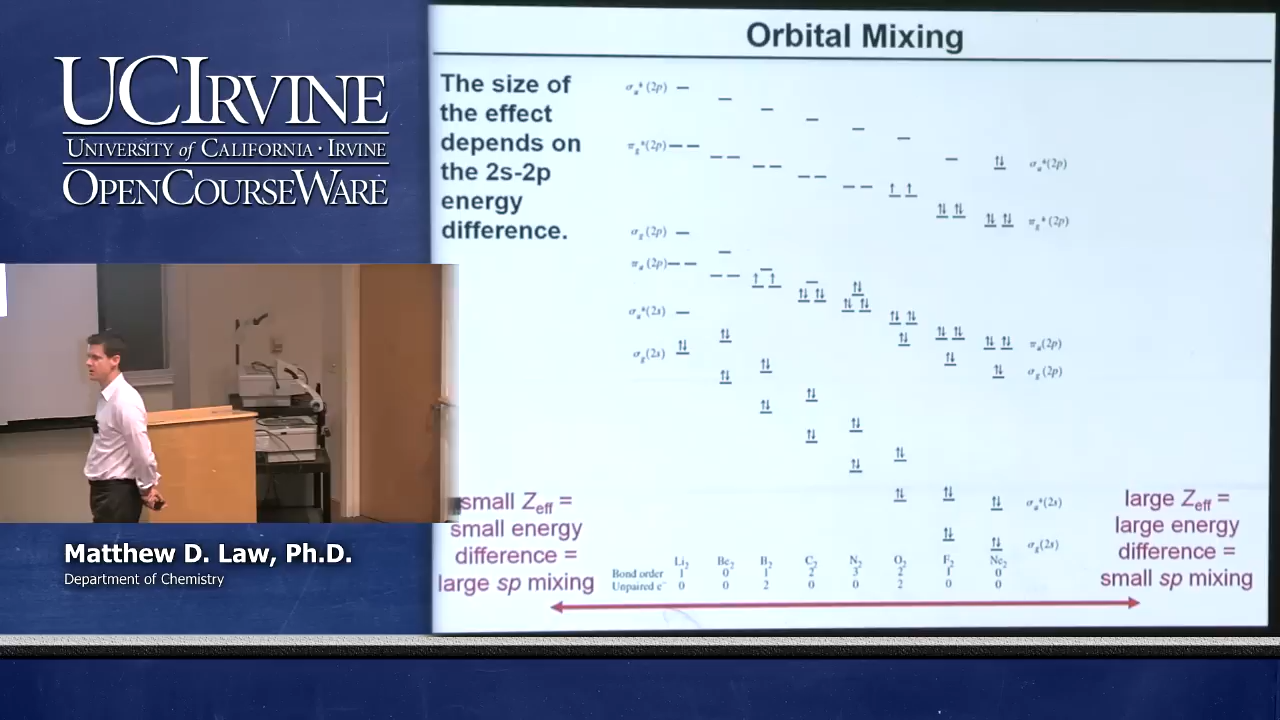 UCIRVINE
UNIVERSITY of CALIFORNIA · IRVINE
OPENCOURSEWARE
Matthew D. Law, Ph.D.
Department of Chemistry
Orbital Mixing
The size of
the effect
depends on
the 2s-2p
energy
difference.
σᵤ*(2p)
πg*(2p)
σg(2p)
πᵤ(2p)
σᵤ*(2s)
σg(2s)
σᵤ*(2p)
πg*(2p)
πᵤ(2p)
σg(2p)
σᵤ*(2s)
σg(2s)
small Zeff =
small energy
difference =
large sp mixing
large Zeff =
large energy
difference =
small sp mixing
Li₂ Be₂ B₂ C₂ N₂ O₂ F₂ Ne₂
Bond order 1 0 1 2 3 2 1 0
Unpaired e⁻ 0 0 2 0 0 2 0 0